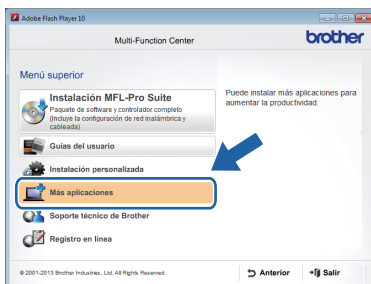 Adobe Flash Player 10
Multi-Function Center
brother
Menú superior
Instalación MFL-Pro Suite
Paquete de software y controlador completo
(Incluye la configuración de red inalámbrica y
cableada)
Guías del usuario
Instalación personalizada
Más aplicaciones
Soporte técnico de Brother
Registro en línea
Puede instalar más aplicaciones para
aumentar la productividad.
© 2001-2013 Brother Industries, Ltd. All Rights Reserved.
Anterior
Salir